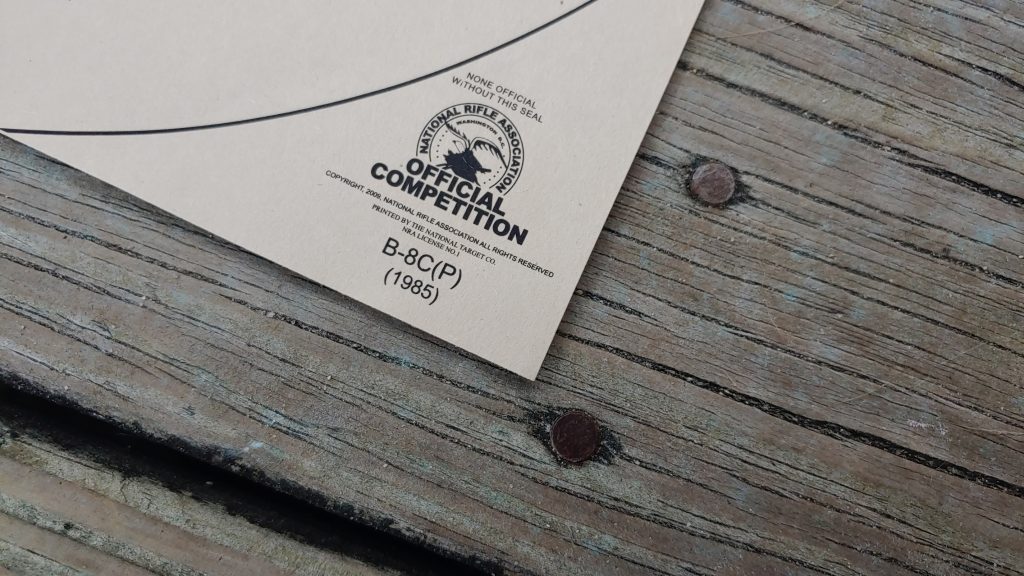 NONE OFFICIAL
WITHOUT THIS SEAL
NATIONAL RIFLE ASSOCIATION
WASHINGTON, D.C.
OFFICIAL
COMPETITION
COPYRIGHT, 2009, NATIONAL RIFLE ASSOCIATION ALL RIGHTS RESERVED
PRINTED BY THE NATIONAL TARGET CO.
NRA LICENSE NO.1
B-8C(P)
(1985)